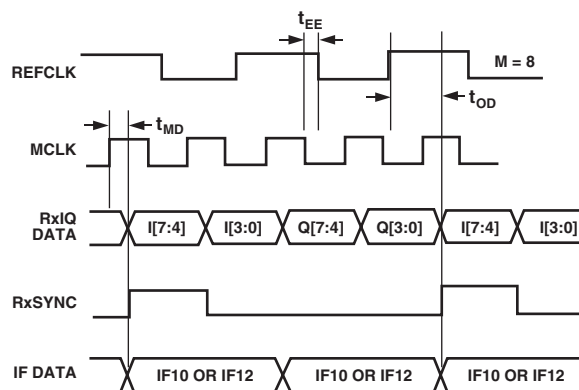 tEE
REFCLK
M = 8
tMD
tOD
MCLK
RxIQ
DATA
I[7:4] I[3:0] Q[7:4] Q[3:0] I[7:4] I[3:0]
RxSYNC
IF DATA
IF10 OR IF12 IF10 OR IF12 IF10 OR IF12